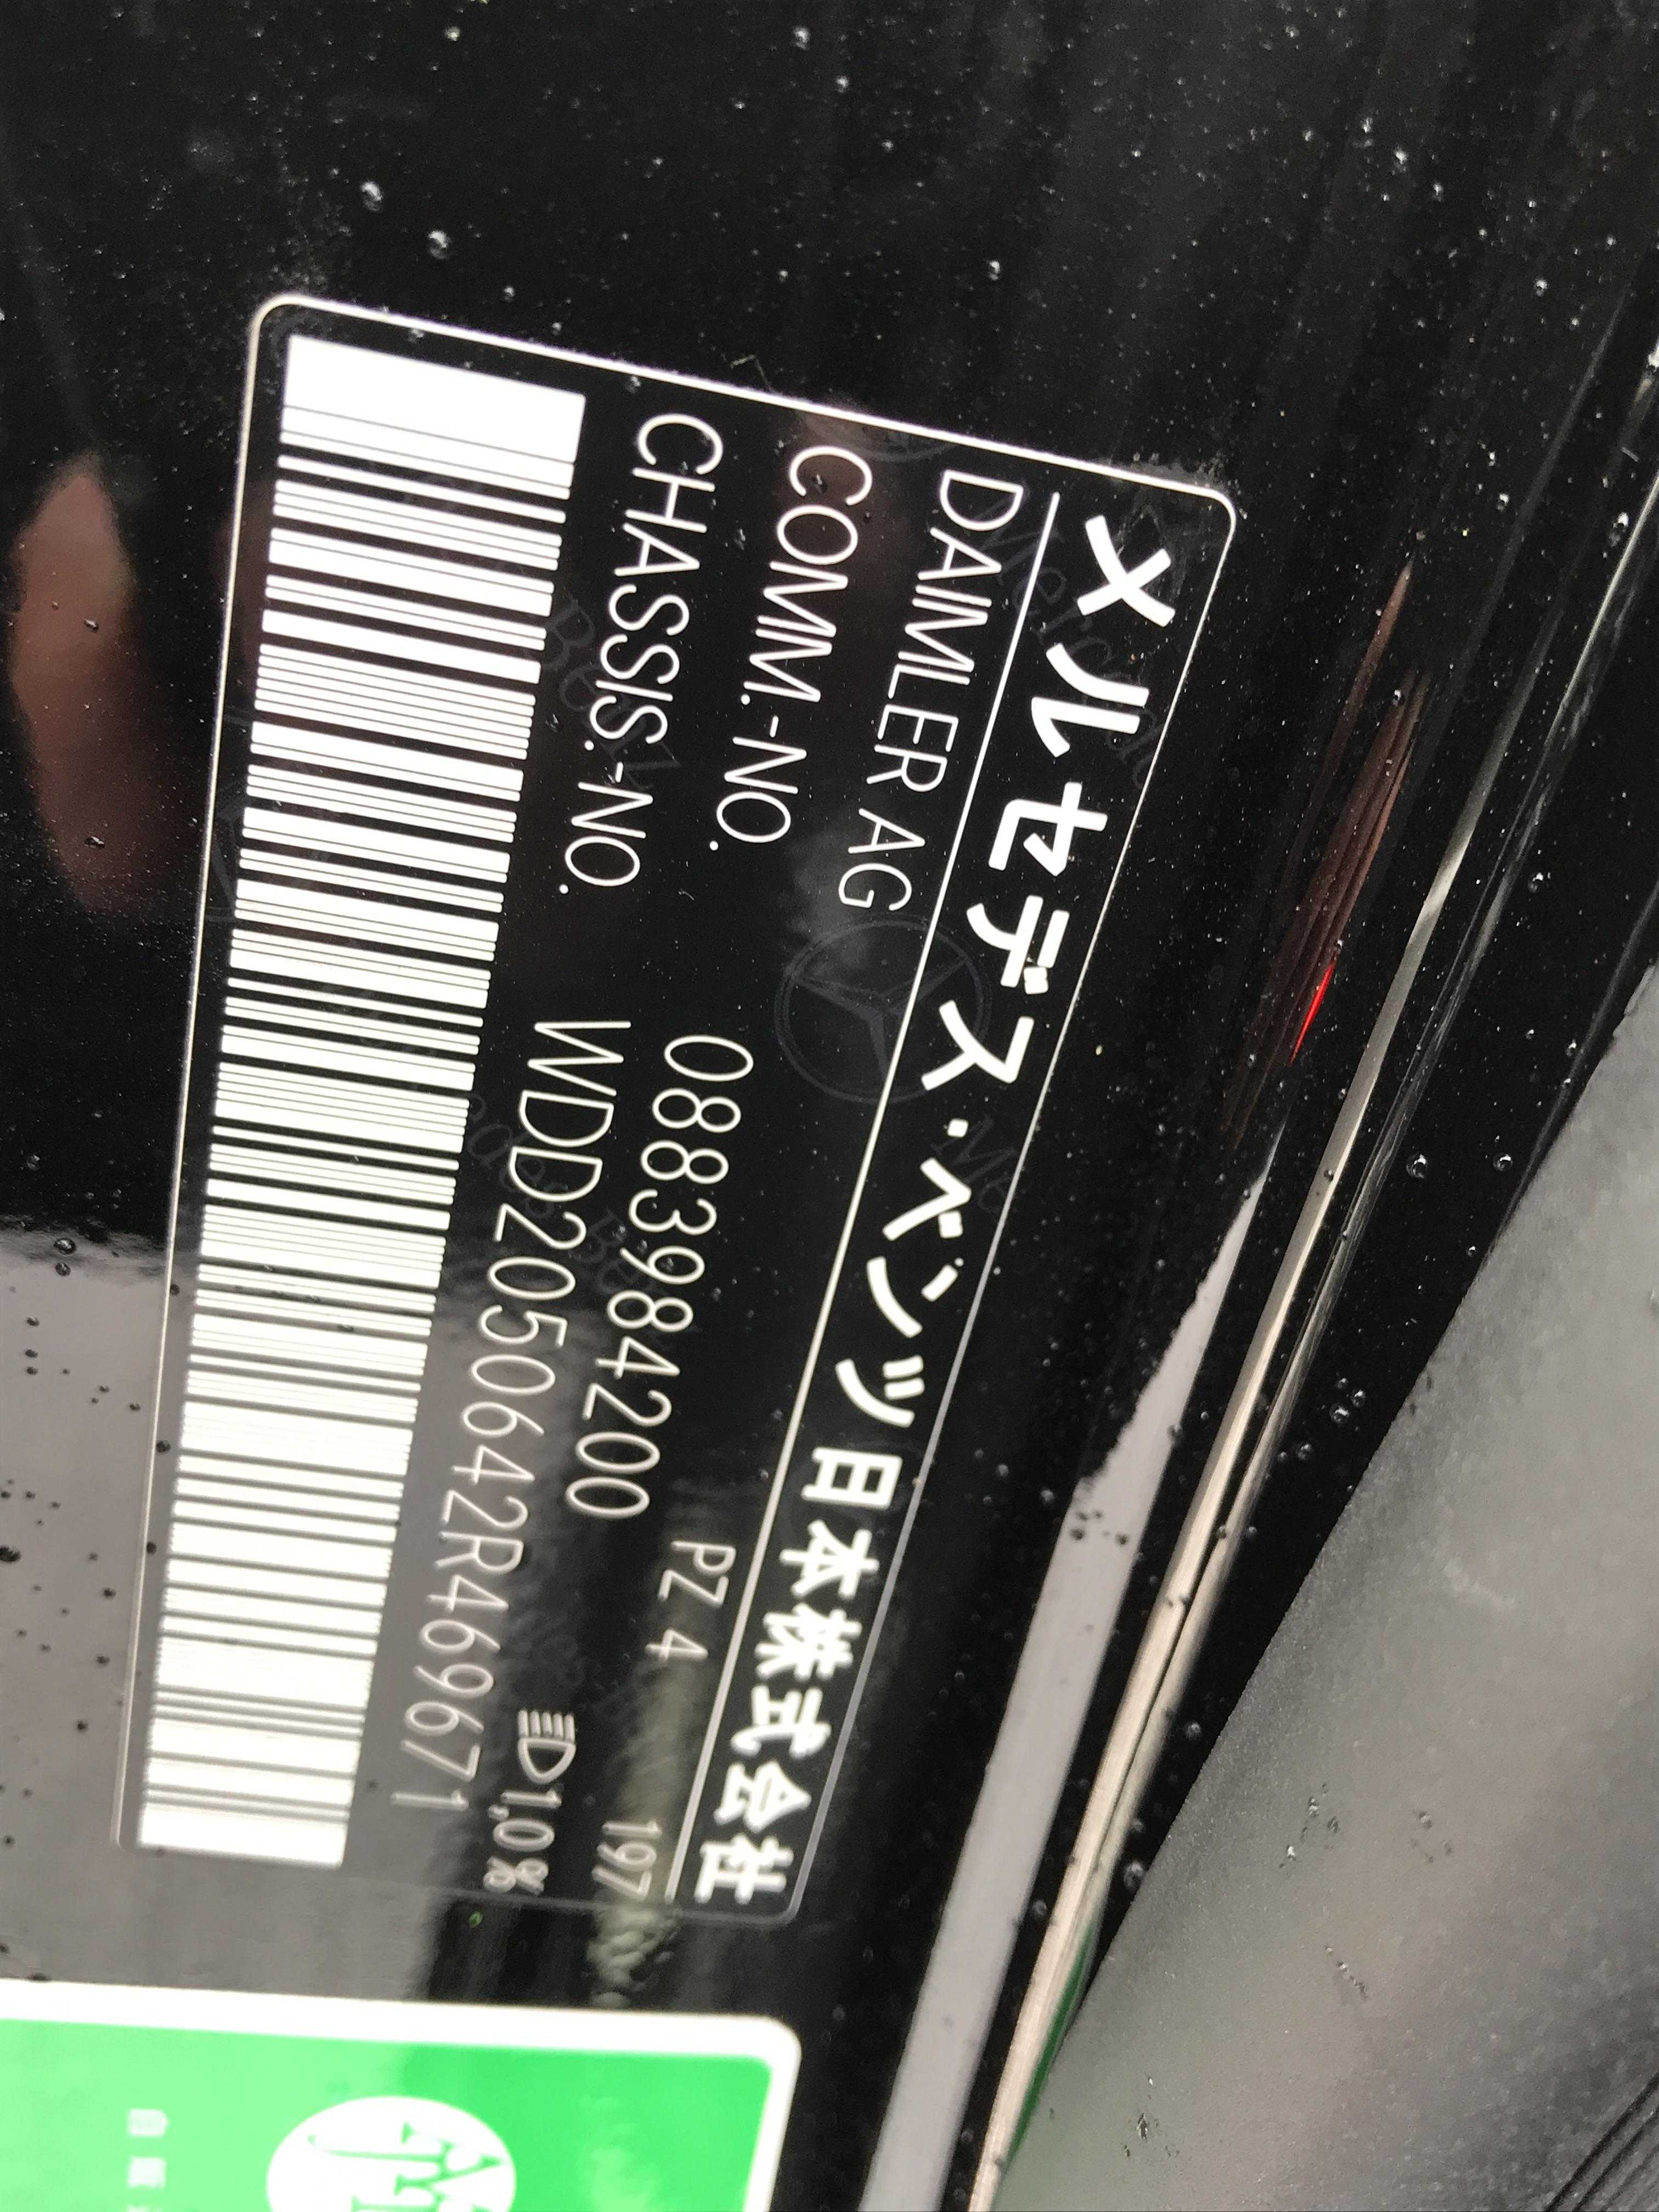 メルセデス・ベンツ日本株式会社
DAIMLER AG
COMM.-NO. 0883984200 PZ 4 197
CHASSIS.-NO. WDD2050642R469671 1,0%